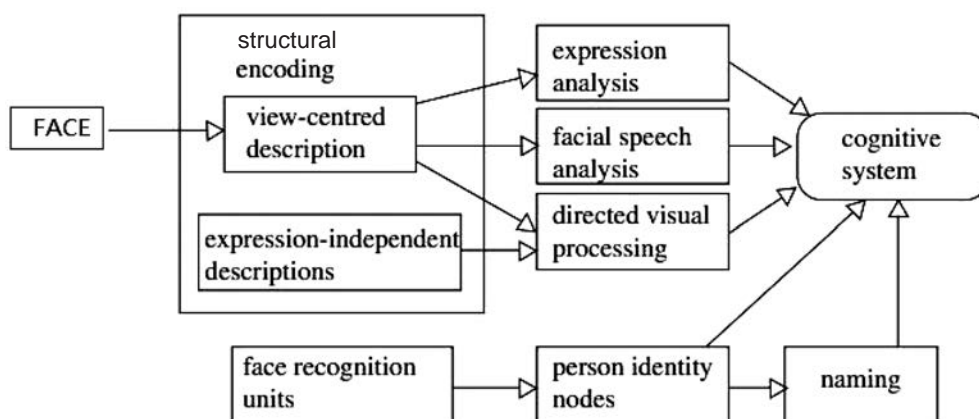 structural
encoding
FACE
view-centred
description
expression-independent
descriptions
expression
analysis
facial speech
analysis
directed visual
processing
cognitive
system
face recognition
units
person identity
nodes
naming